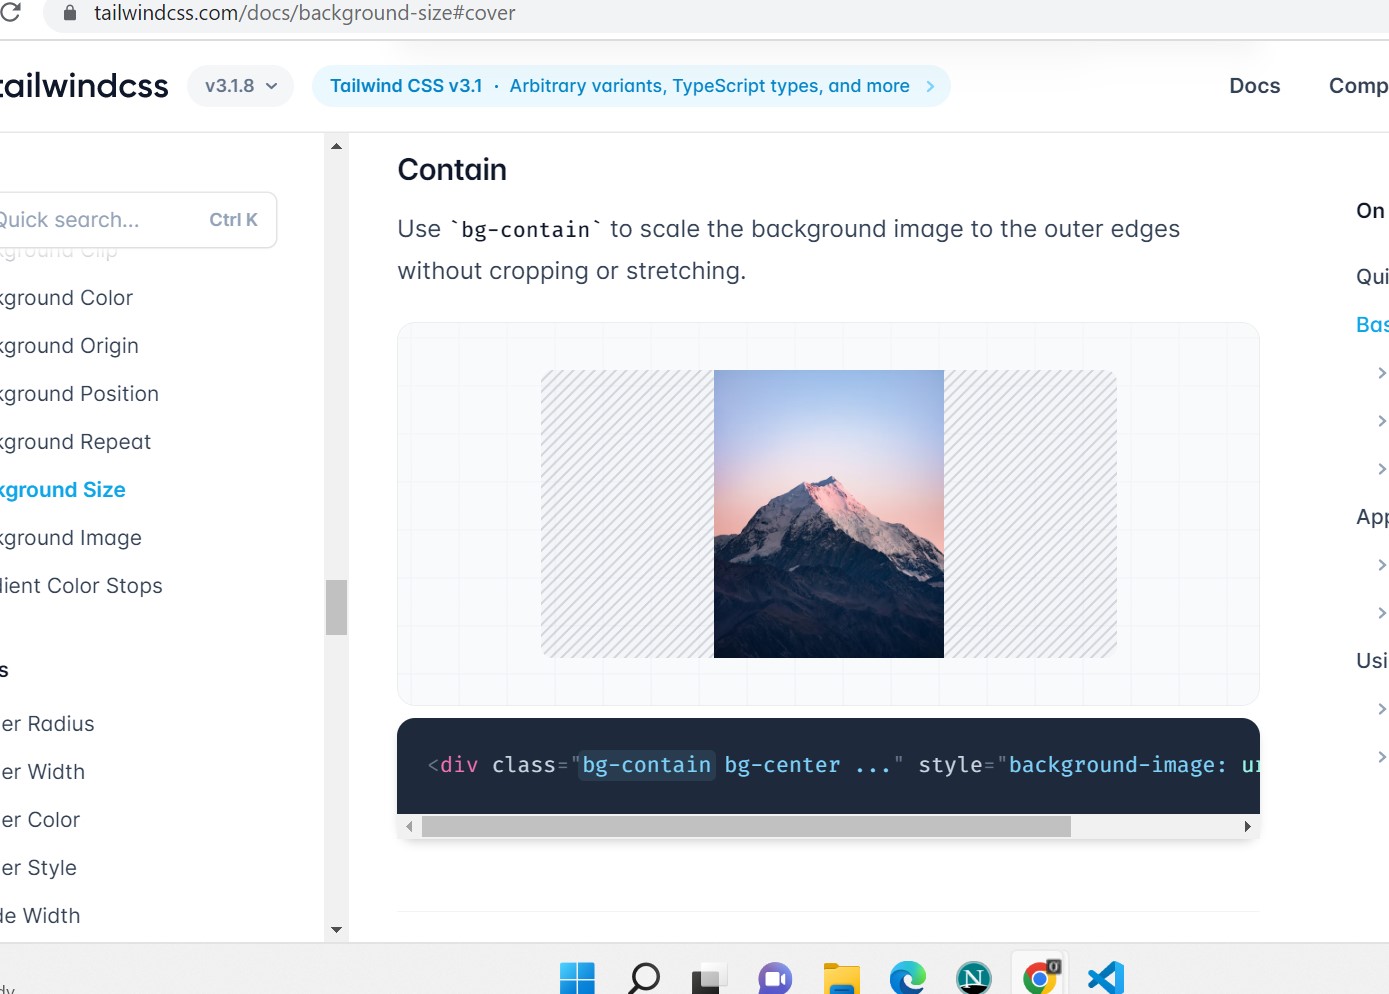 tailwindcss.com/docs/background-size#cover
tailwindcss
v3.1.8
Tailwind CSS v3.1 · Arbitrary variants, TypeScript types, and more
Docs
Comp
Quick search...
Ctrl K
kground Clip
kground Color
kground Origin
kground Position
kground Repeat
kground Size
kground Image
dient Color Stops
s
er Radius
er Width
er Color
er Style
de Width
Contain
Use `bg-contain` to scale the background image to the outer edges
without cropping or stretching.
<div class="bg-contain bg-center ..." style="background-image: ur
On
Qui
Bas
App
Usi
dy
N